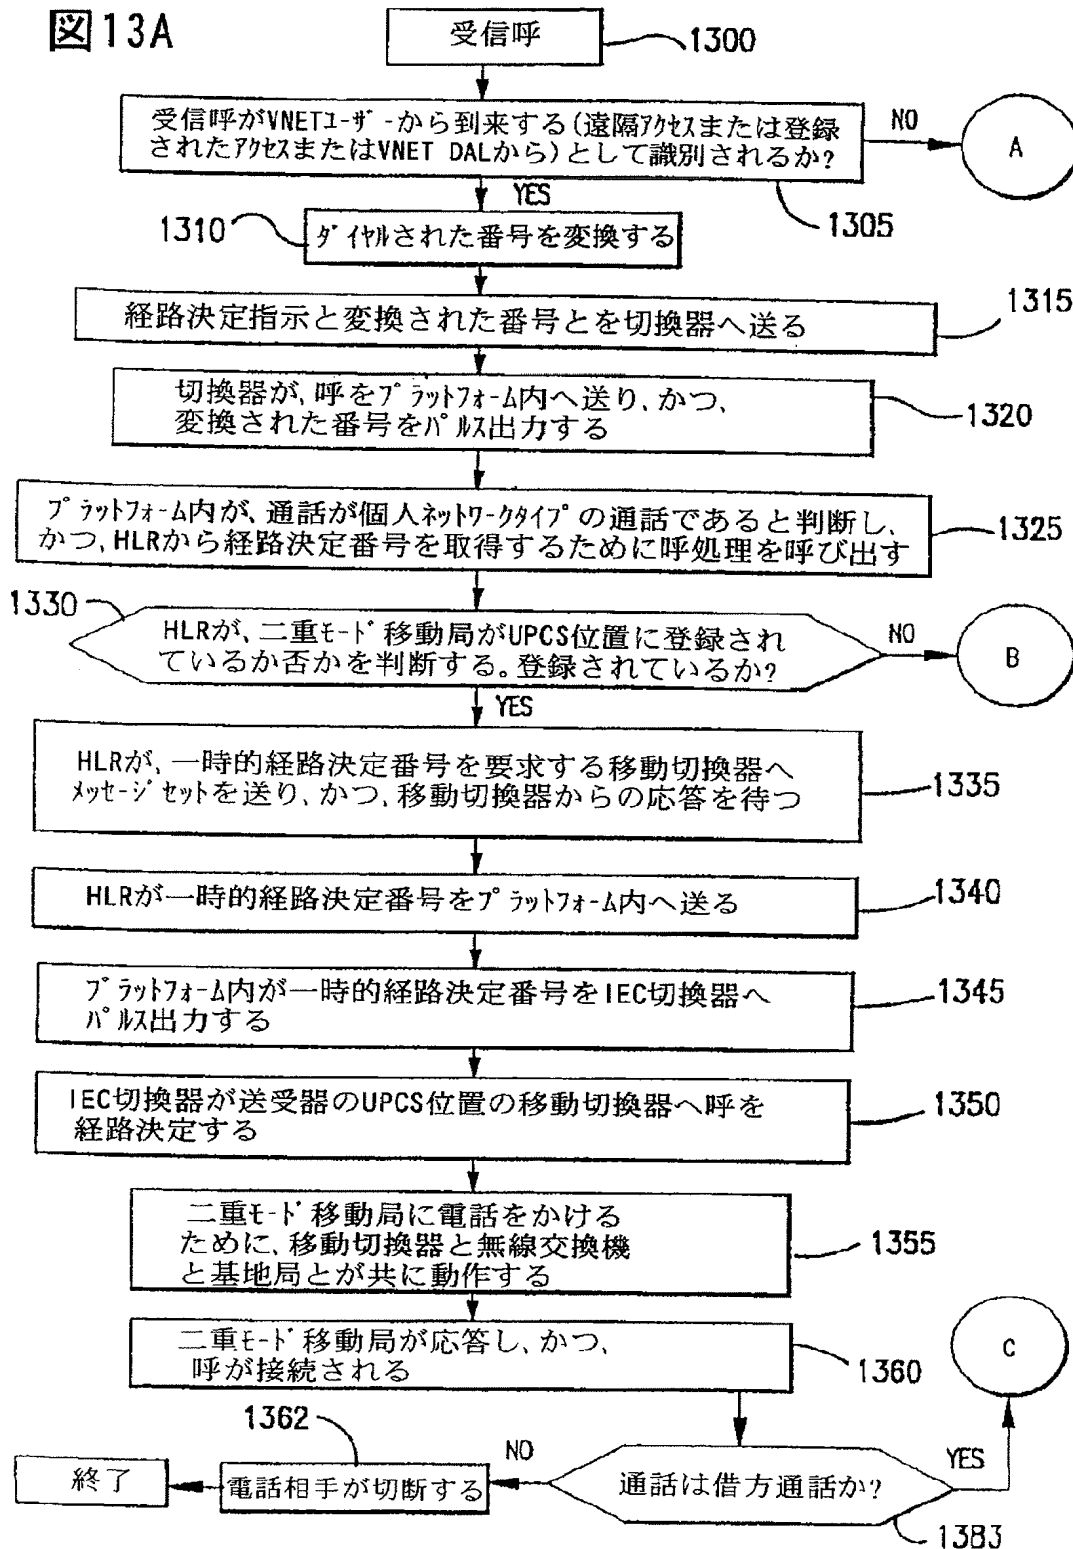 図13A
受信呼
1300
受信呼がVNETユーザーから到来する(遠隔アクセスまたは登録
されたアクセスまたはVNET DALから)として識別されるか?
NO
A
1305
YES
1310
ダイヤルされた番号を変換する
経路決定指示と変換された番号とを切換器へ送る
1315
切換器が、呼をプラットフォーム内へ送り、かつ、
変換された番号をパルス出力する
1320
プラットフォーム内が、通話が個人ネットワークタイプの通話であると判断し、
かつ、HLRから経路決定番号を取得するために呼処理を呼び出す
1325
1330
HLRが、二重モード移動局がUPCS位置に登録され
ているか否かを判断する。登録されているか?
NO
B
YES
HLRが、一時的経路決定番号を要求する移動切換器へ
メッセージセットを送り、かつ、移動切換器からの応答を待つ
1335
HLRが一時的経路決定番号をプラットフォーム内へ送る
1340
プラットフォーム内が一時的経路決定番号をIEC切換器へ
パルス出力する
1345
IEC切換器が送受器のUPCS位置の移動切換器へ呼を
経路決定する
1350
二重モード移動局に電話をかける
ために、移動切換器と無線交換機
と基地局とが共に動作する
1355
二重モード移動局が応答し、かつ、
呼が接続される
1360
C
1362
終了
電話相手が切断する
NO
通話は借方通話か?
YES
1383